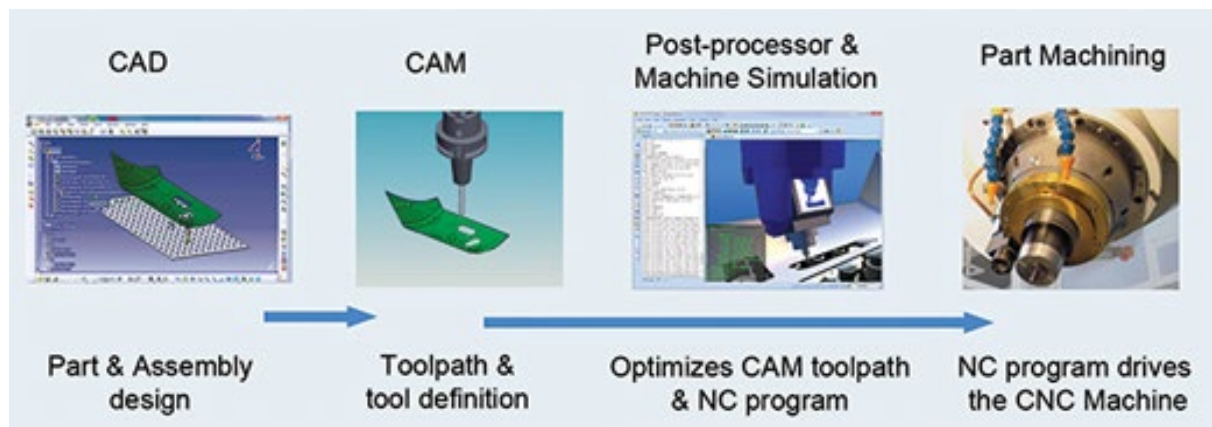 CAD
CAM
Post-processor &
Machine Simulation
Part Machining
Part & Assembly
design
Toolpath &
tool definition
Optimizes CAM toolpath
& NC program
NC program drives
the CNC Machine